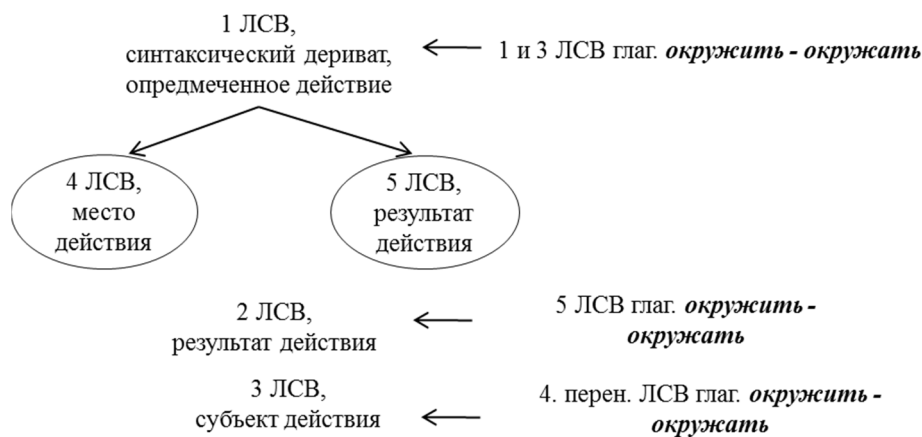 1 ЛСВ,
синтаксический дериват,
опредмеченное действие
1 и 3 ЛСВ глаг. окружить - окружать
4 ЛСВ,
место
действия
5 ЛСВ,
результат
действия
2 ЛСВ,
результат действия
5 ЛСВ глаг. окружить -
окружать
3 ЛСВ,
субъект действия
4. перен. ЛСВ глаг. окружить -
окружать